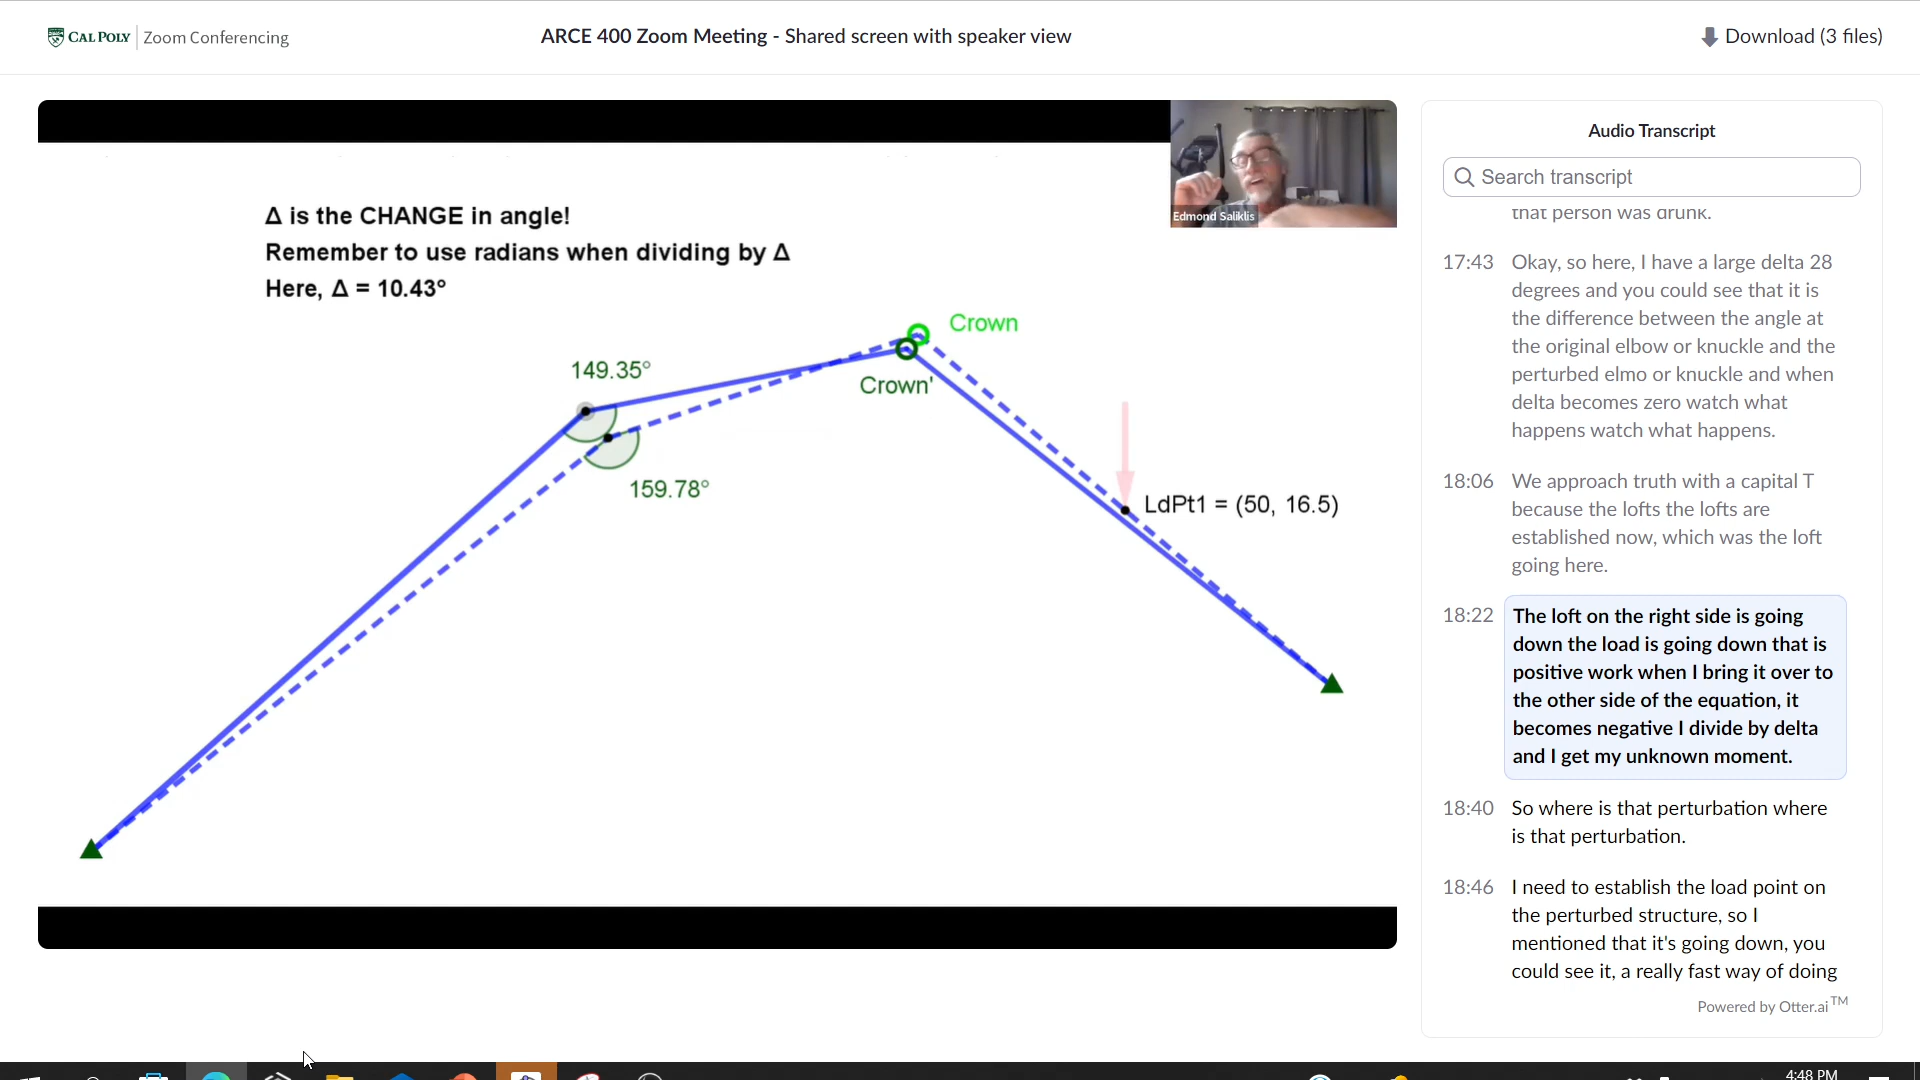 CAL POLY
Zoom Conferencing
ARCE 400 Zoom Meeting - Shared screen with speaker view
Download (3 files)
Δ is the CHANGE in angle!
Remember to use radians when dividing by Δ
Here, Δ = 10.43°
Edmond Saliklis
Crown
149.35°
Crown'
159.78°
LdPt1 = (50, 16.5)
Audio Transcript
Search transcript
that person was drunk.
17:43 Okay, so here, I have a large delta 28
degrees and you could see that it is
the difference between the angle at
the original elbow or knuckle and the
perturbed elmo or knuckle and when
delta becomes zero watch what
happens watch what happens.
18:06 We approach truth with a capital T
because the lofts the lofts are
established now, which was the loft
going here.
18:22 The loft on the right side is going
down the load is going down that is
positive work when I bring it over to
the other side of the equation, it
becomes negative I divide by delta
and I get my unknown moment.
18:40 So where is that perturbation where
is that perturbation.
18:46 I need to establish the load point on
the perturbed structure, so I
mentioned that it's going down, you
could see it, a really fast way of doing
Powered by Otter.ai TM
4:48 PM